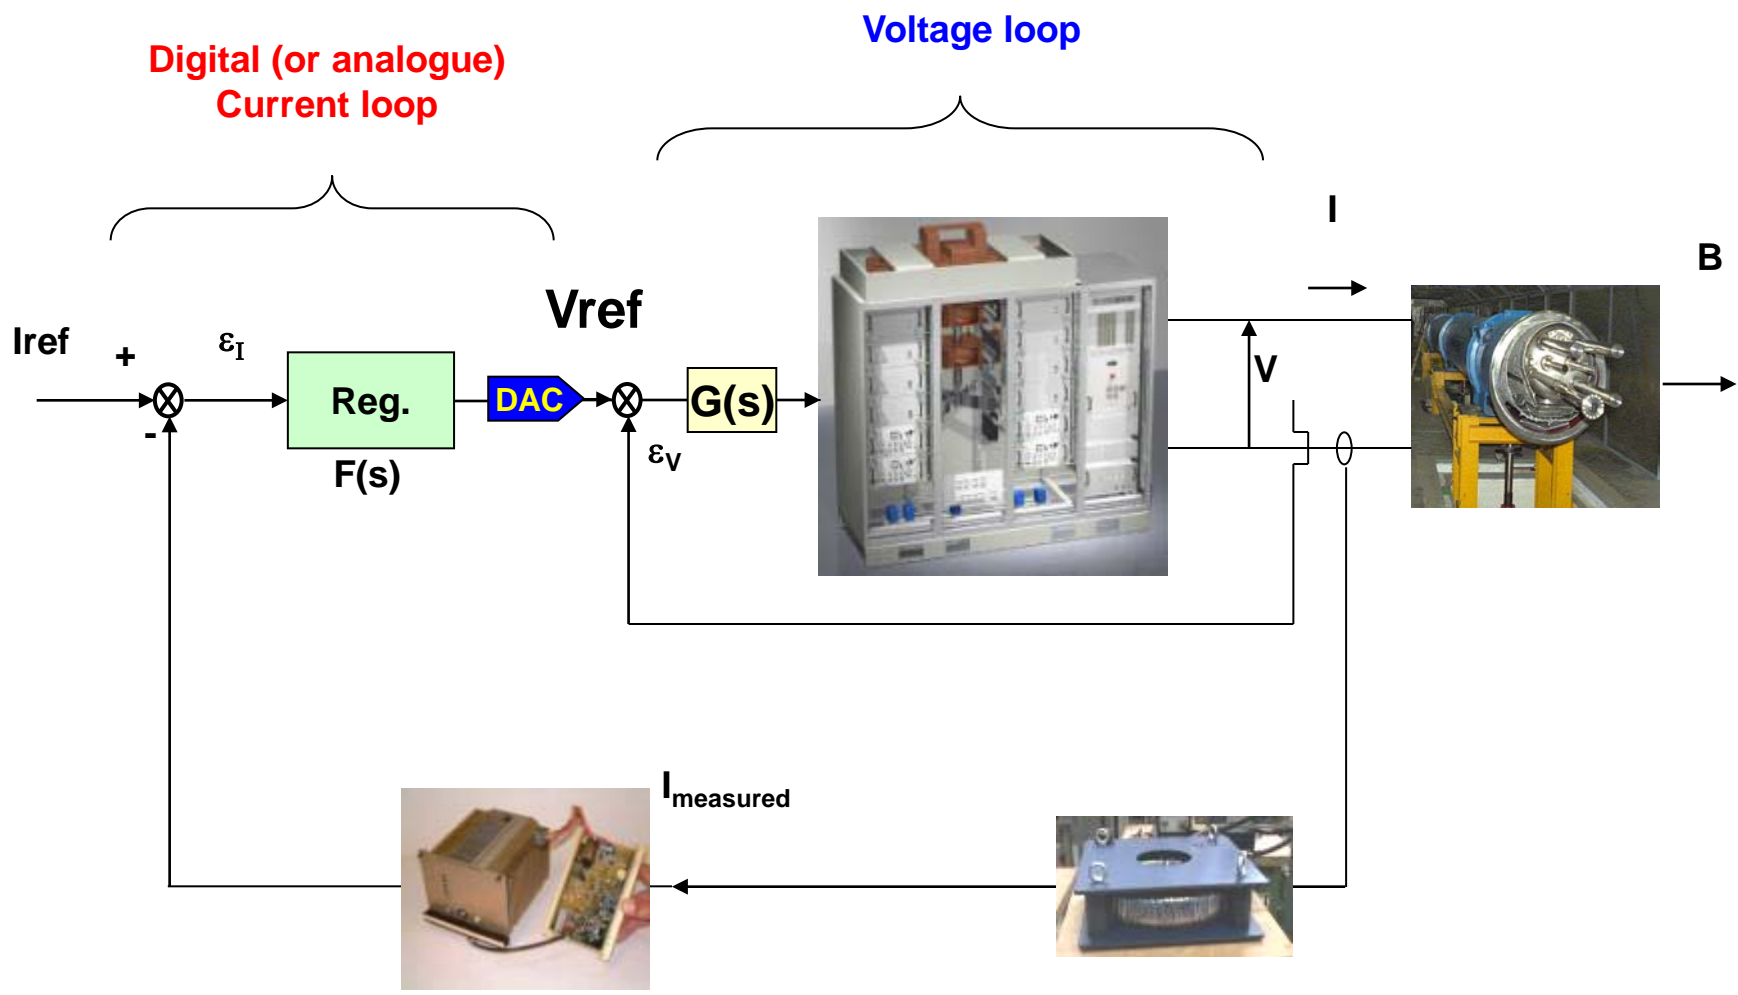 Voltage loop
Digital (or analogue)
Current loop
I
B
Vref
Iref
+
εI
V
Reg.
DAC
G(s)
-
εV
F(s)
Imeasured